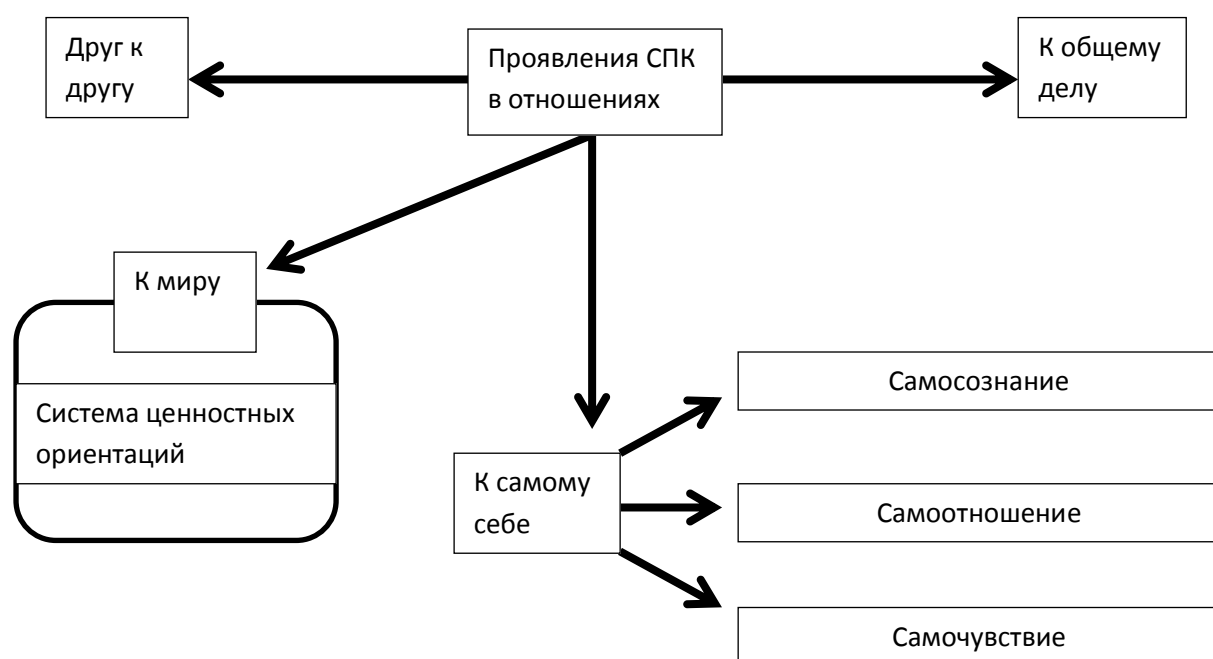 Друг к
другу
Проявления СПК
в отношениях
К общему
делу
К миру
Система ценностных
ориентаций
К самому
себе
Самосознание
Самоотношение
Самочувствие